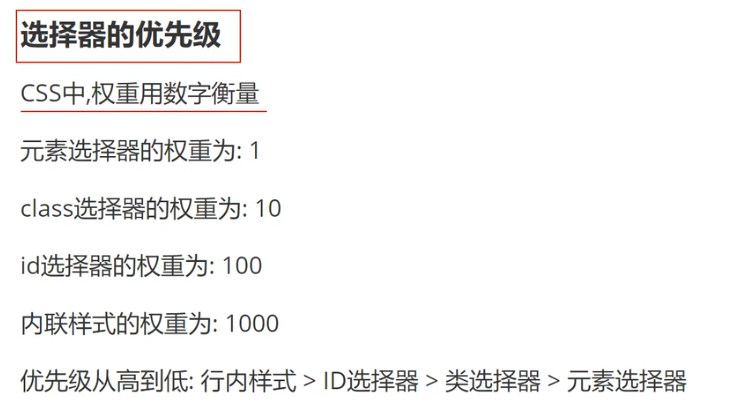 选择器的优先级
CSS中,权重用数字衡量
元素选择器的权重为: 1
class选择器的权重为: 10
id选择器的权重为: 100
内联样式的权重为: 1000
优先级从高到低: 行内样式 > ID选择器 > 类选择器 > 元素选择器